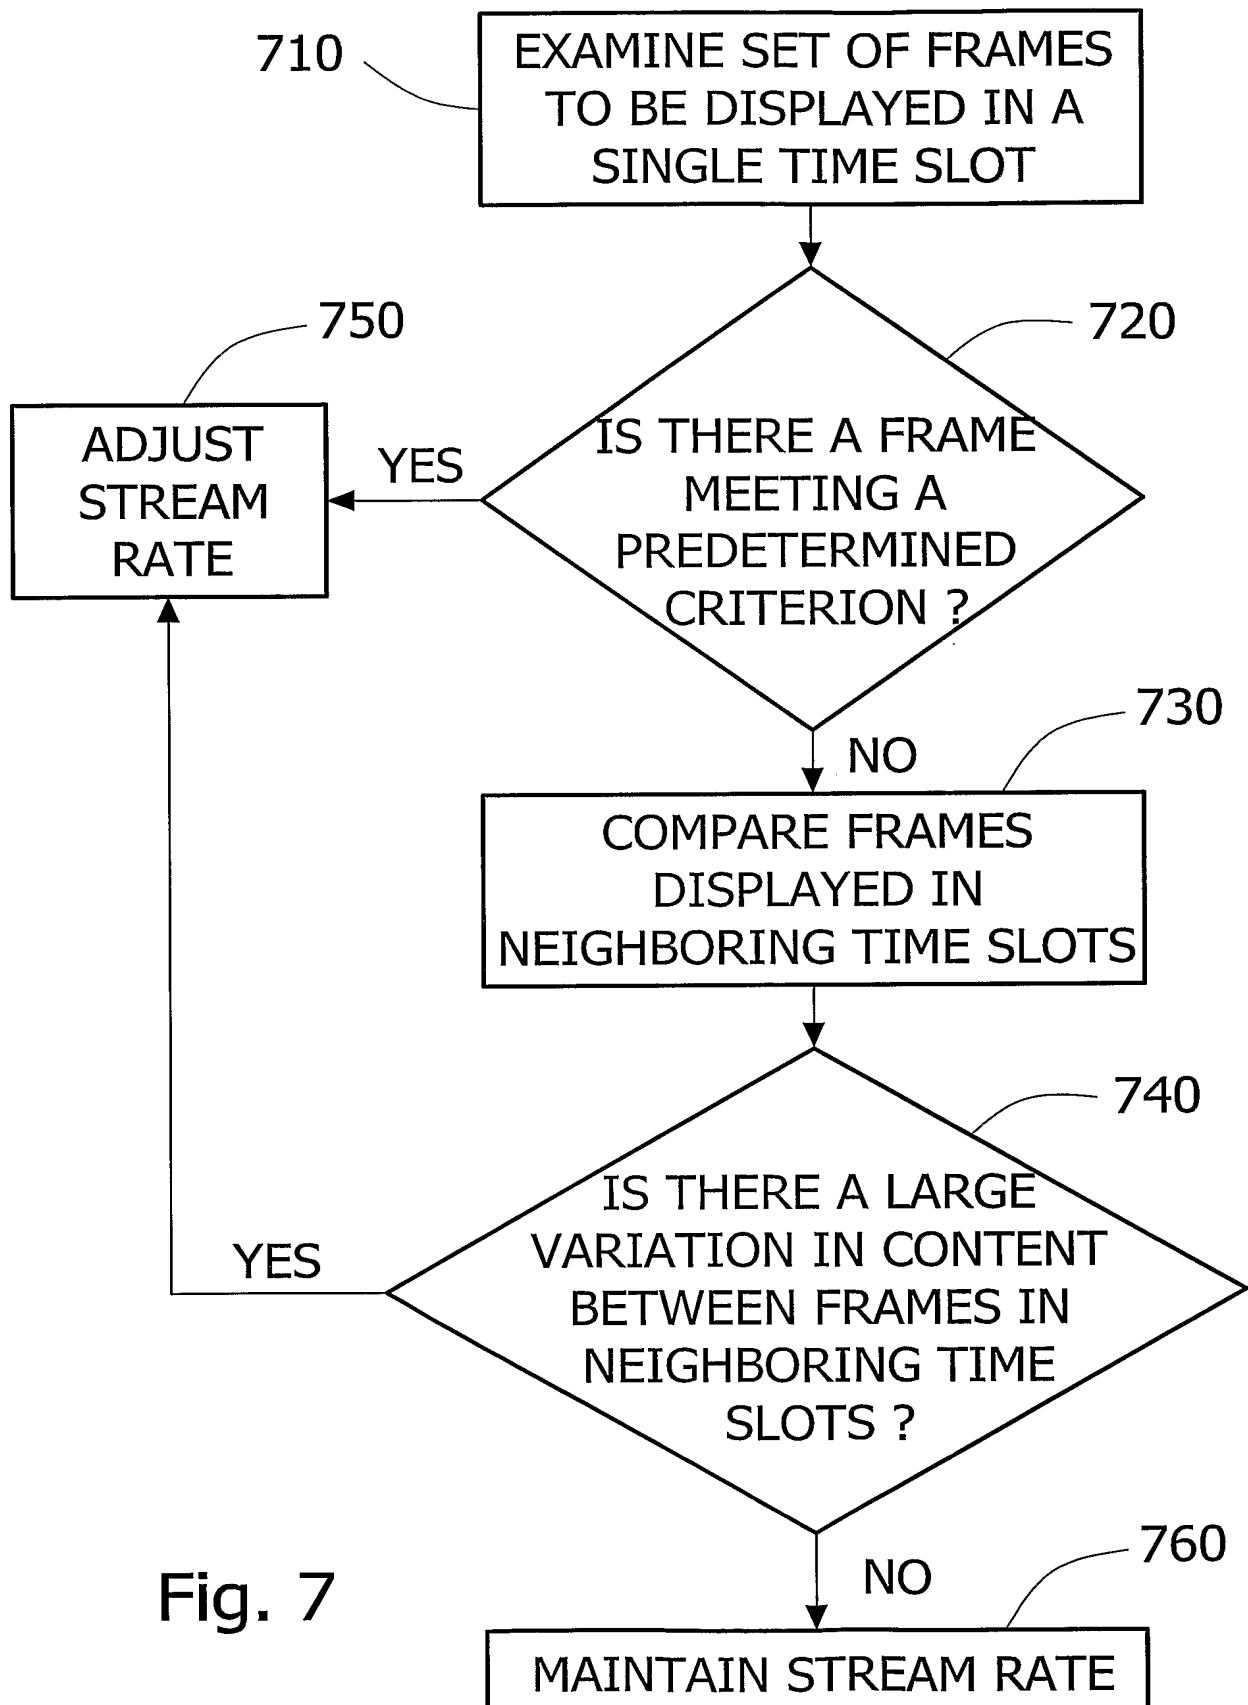 710
EXAMINE SET OF FRAMES
TO BE DISPLAYED IN A
SINGLE TIME SLOT
750
720
ADJUST
STREAM
RATE
YES
IS THERE A FRAME
MEETING A
PREDETERMINED
CRITERION ?
730
NO
COMPARE FRAMES
DISPLAYED IN
NEIGHBORING TIME SLOTS
740
IS THERE A LARGE
VARIATION IN CONTENT
BETWEEN FRAMES IN
NEIGHBORING TIME
SLOTS ?
YES
760
NO
Fig. 7
MAINTAIN STREAM RATE